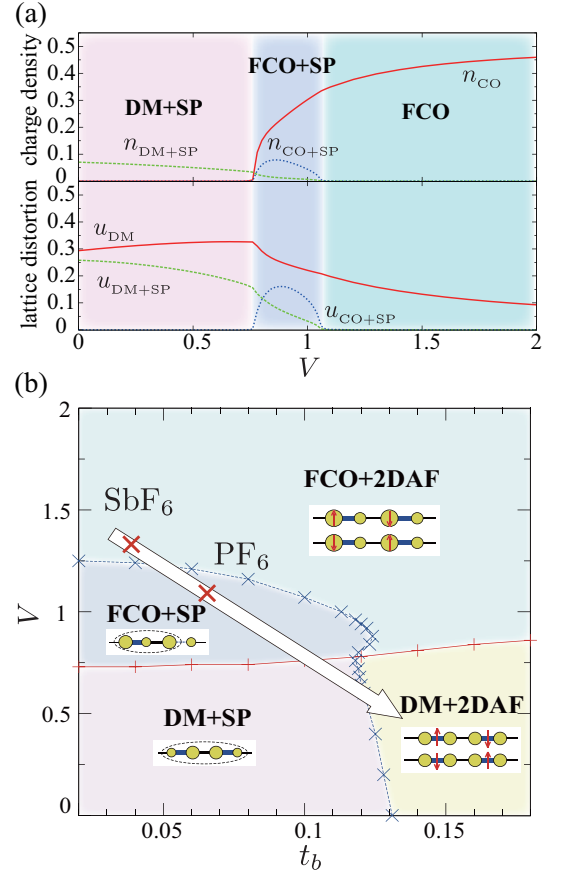 (a)
0.5
0.4
0.3
0.2
0.1
0
charge density
DM+SP
FCO+SP
FCO
n_CO
n_DM+SP
n_CO+SP
0.5
0.4
0.3
0.2
0.1
0
lattice distortion
u_DM
u_DM+SP
u_CO+SP
0 0.5 1 1.5 2
V
(b)
2
1.5
1
0.5
0
V
FCO+2DAF
SbF₆
PF₆
FCO+SP
DM+SP
DM+2DAF
0.05 0.1 0.15
t_b